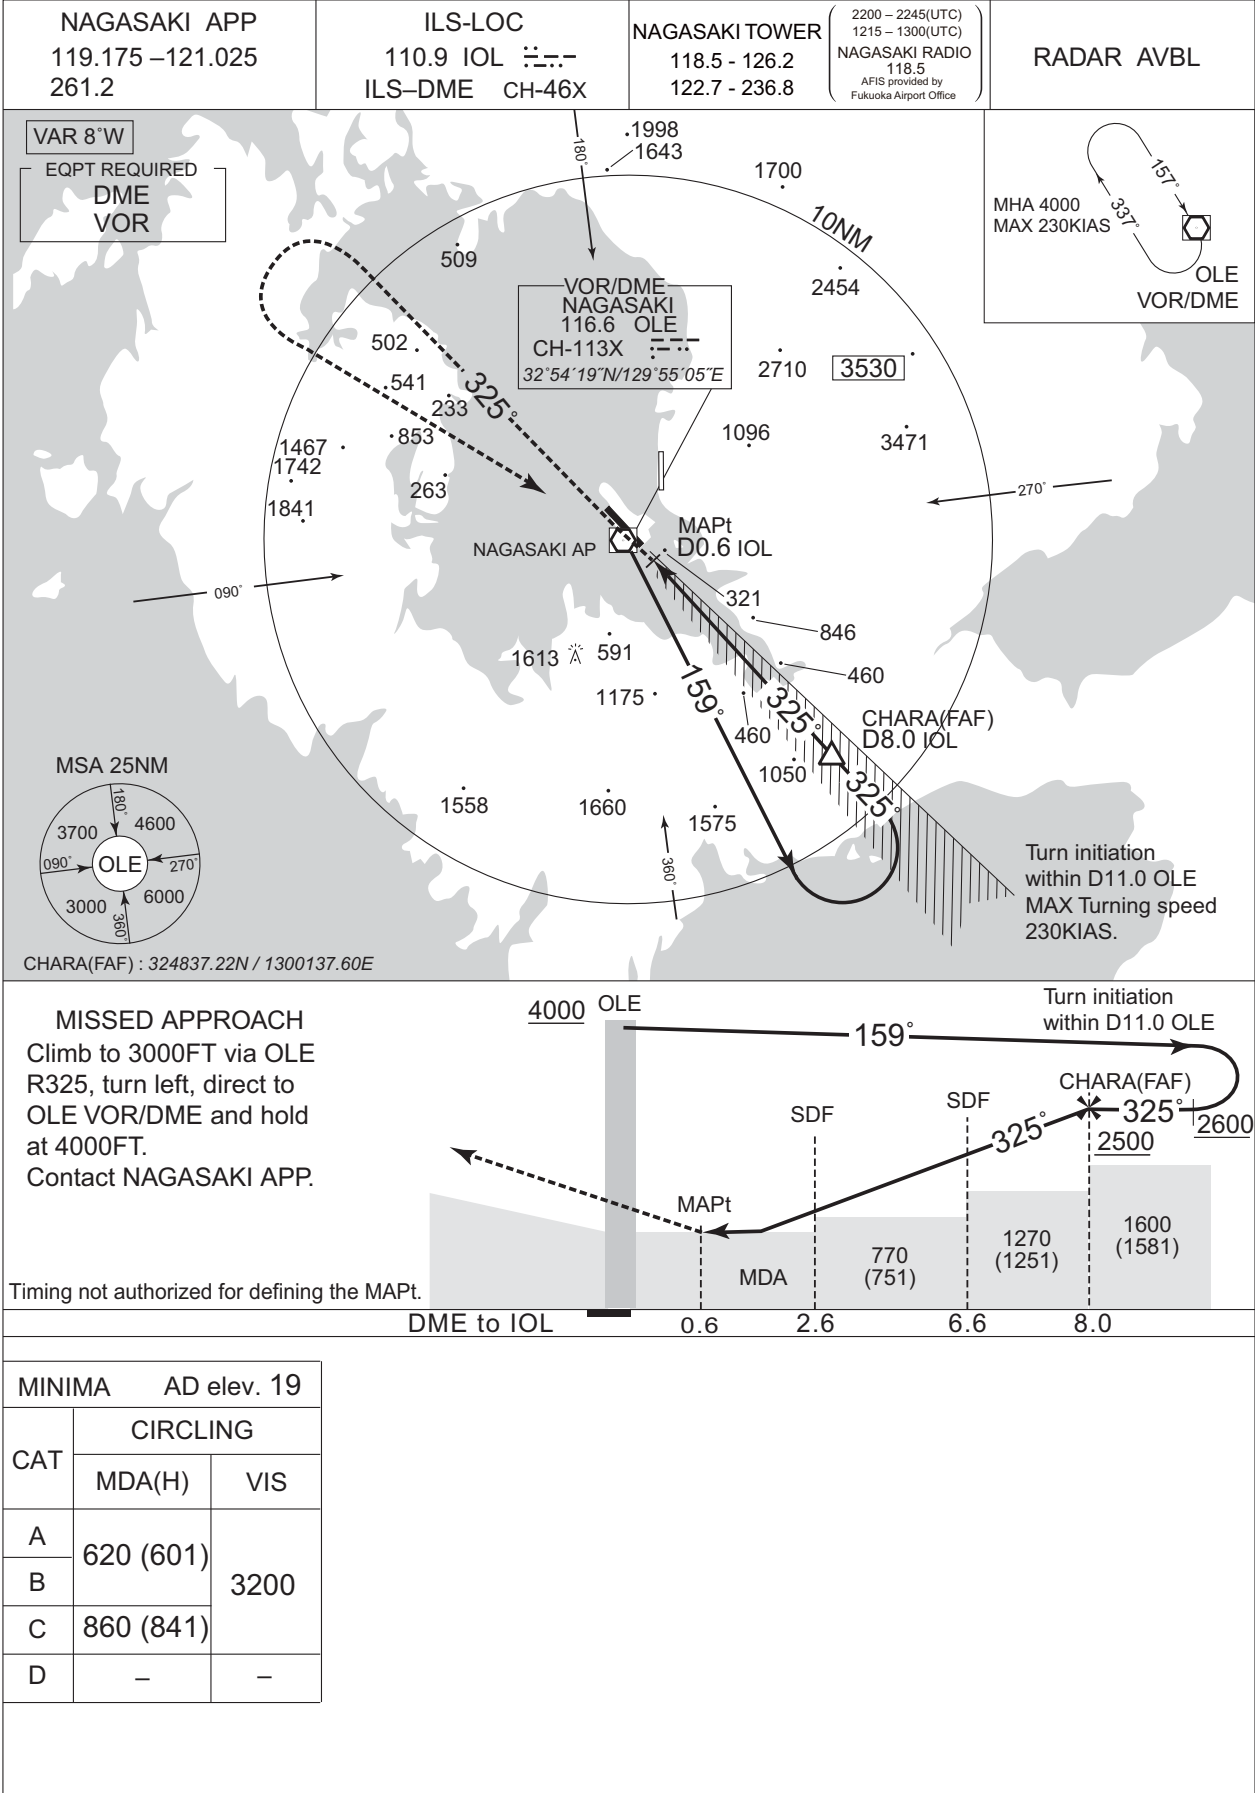 NAGASAKI APP
119.175 –121.025
261.2
ILS-LOC
110.9 IOL
ILS–DME CH-46X
NAGASAKI TOWER
118.5 - 126.2
122.7 - 236.8
2200 – 2245(UTC)
1215 – 1300(UTC)
NAGASAKI RADIO
118.5
AFIS provided by
Fukuoka Airport Office
RADAR AVBL
VAR 8°W
EQPT REQUIRED
DME
VOR
180°
1998
1643
1700
10NM
MHA 4000
MAX 230KIAS
157°
337°
OLE
VOR/DME
509
2454
VOR/DME
NAGASAKI
116.6 OLE
CH-113X
32°54´19˝N/129°55´05˝E
502
541
233
325°
2710
3530
853
1467
1742
263
1841
1096
3471
270°
NAGASAKI AP
MAPt
D0.6 IOL
090°
321
846
460
1613
591
1175
159°
325°
460
1050
CHARA(FAF)
D8.0 IOL
325°
1558
1660
1575
360°
MSA 25NM
180°
3700
4600
090°
OLE
270°
3000
6000
360°
Turn initiation
within D11.0 OLE
MAX Turning speed
230KIAS.
CHARA(FAF) : 324837.22N / 1300137.60E
MISSED APPROACH
Climb to 3000FT via OLE
R325, turn left, direct to
OLE VOR/DME and hold
at 4000FT.
Contact NAGASAKI APP.
Timing not authorized for defining the MAPt.
4000
OLE
159°
Turn initiation
within D11.0 OLE
CHARA(FAF)
SDF
SDF
325°
325°
2600
2500
MAPt
MDA
770
(751)
1270
(1251)
1600
(1581)
DME to IOL
0.6
2.6
6.6
8.0
MINIMA AD elev. 19
CAT
CIRCLING
MDA(H)
VIS
A
B
620 (601)
3200
C
860 (841)
D
–
–